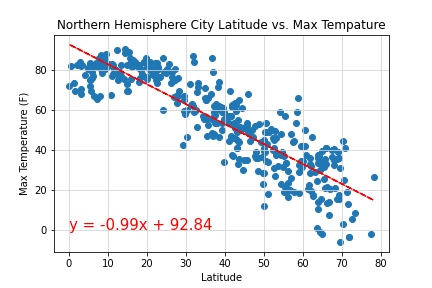 Northern Hemisphere City Latitude vs. Max Tempature
Max Temperature (F)
80
60
40
20
0
y = -0.99x + 92.84
0 10 20 30 40 50 60 70 80
Latitude